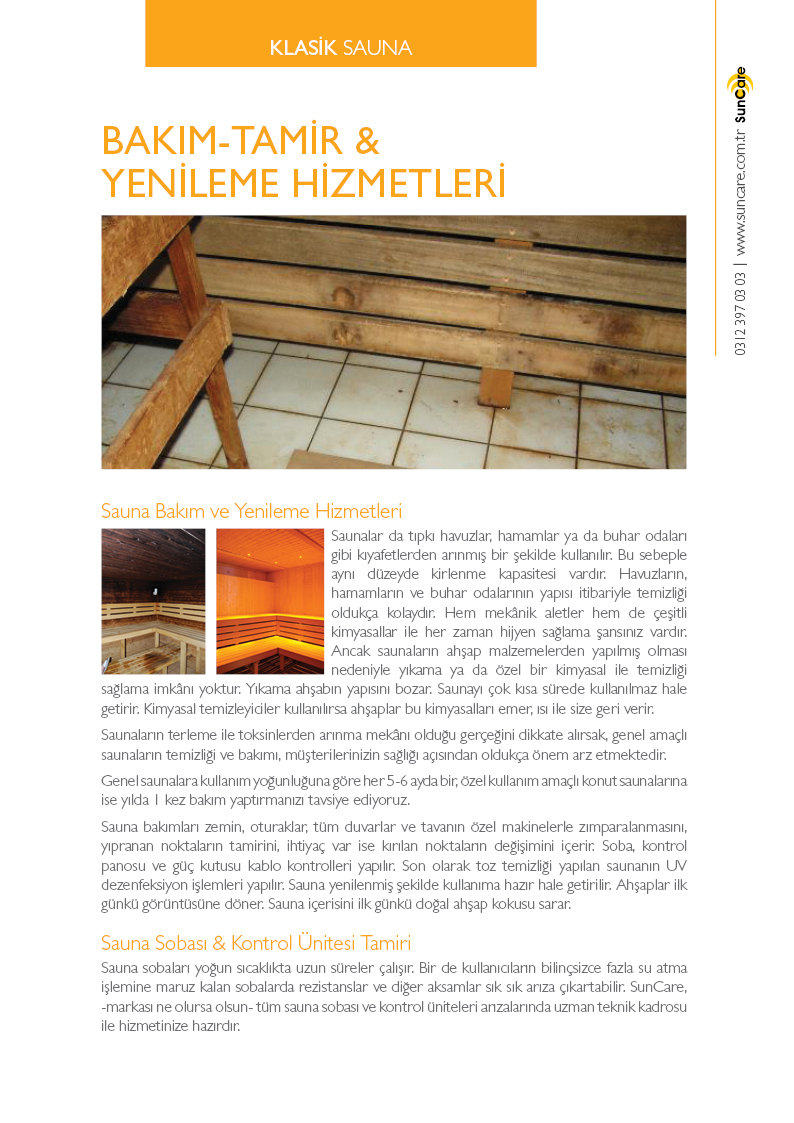 KLASİK SAUNA
BAKIM-TAMİR &
YENİLEME HİZMETLERİ
0312 397 03 03 | www.suncare.com.tr SunCare
Sauna Bakım ve Yenileme Hizmetleri
Saunalar da tıpkı havuzlar, hamamlar ya da buhar odaları
gibi kıyafetlerden arınmış bir şekilde kullanılır. Bu sebeple
aynı düzeyde kirlenme kapasitesi vardır. Havuzların,
hamamların ve buhar odalarının yapısı itibariyle temizliği
oldukça kolaydır. Hem mekânik aletler hem de çeşitli
kimyasallar ile her zaman hijyen sağlama şansınız vardır.
Ancak saunaların ahşap malzemelerden yapılmış olması
nedeniyle yıkama ya da özel bir kimyasal ile temizliği
sağlama imkânı yoktur. Yıkama ahşabın yapısını bozar. Saunayı çok kısa sürede kullanılmaz hale
getirir. Kimyasal temizleyiciler kullanılırsa ahşaplar bu kimyasalları emer, ısı ile size geri verir.
Saunaların terleme ile toksinlerden arınma mekânı olduğu gerçeğini dikkate alırsak, genel amaçlı
saunaların temizliği ve bakımı, müşterilerinizin sağlığı açısından oldukça önem arz etmektedir.
Genel saunalara kullanım yoğunluğuna göre her 5-6 ayda bir, özel kullanım amaçlı konut saunalarına
ise yılda 1 kez bakım yaptırmanızı tavsiye ediyoruz.
Sauna bakımları zemin, oturaklar, tüm duvarlar ve tavanın özel makinelerle zımparalanmasını,
yıpranan noktaların tamirini, ihtiyaç var ise kırılan noktaların değişimini içerir. Soba, kontrol
panosu ve güç kutusu kablo kontrolleri yapılır. Son olarak toz temizliği yapılan saunanın UV
dezenfeksiyon işlemleri yapılır. Sauna yenilenmiş şekilde kullanıma hazır hale getirilir. Ahşaplar ilk
günkü görüntüsüne döner. Sauna içerisini ilk günkü doğal ahşap kokusu sarar.
Sauna Sobası & Kontrol Ünitesi Tamiri
Sauna sobaları yoğun sıcaklıkta uzun süreler çalışır. Bir de kullanıcıların bilinçsizce fazla su atma
işlemine maruz kalan sobalarda rezistanslar ve diğer aksamlar sık sık arıza çıkartabilir. SunCare,
-markası ne olursa olsun- tüm sauna sobası ve kontrol üniteleri arızalarında uzman teknik kadrosu
ile hizmetinize hazırdır.